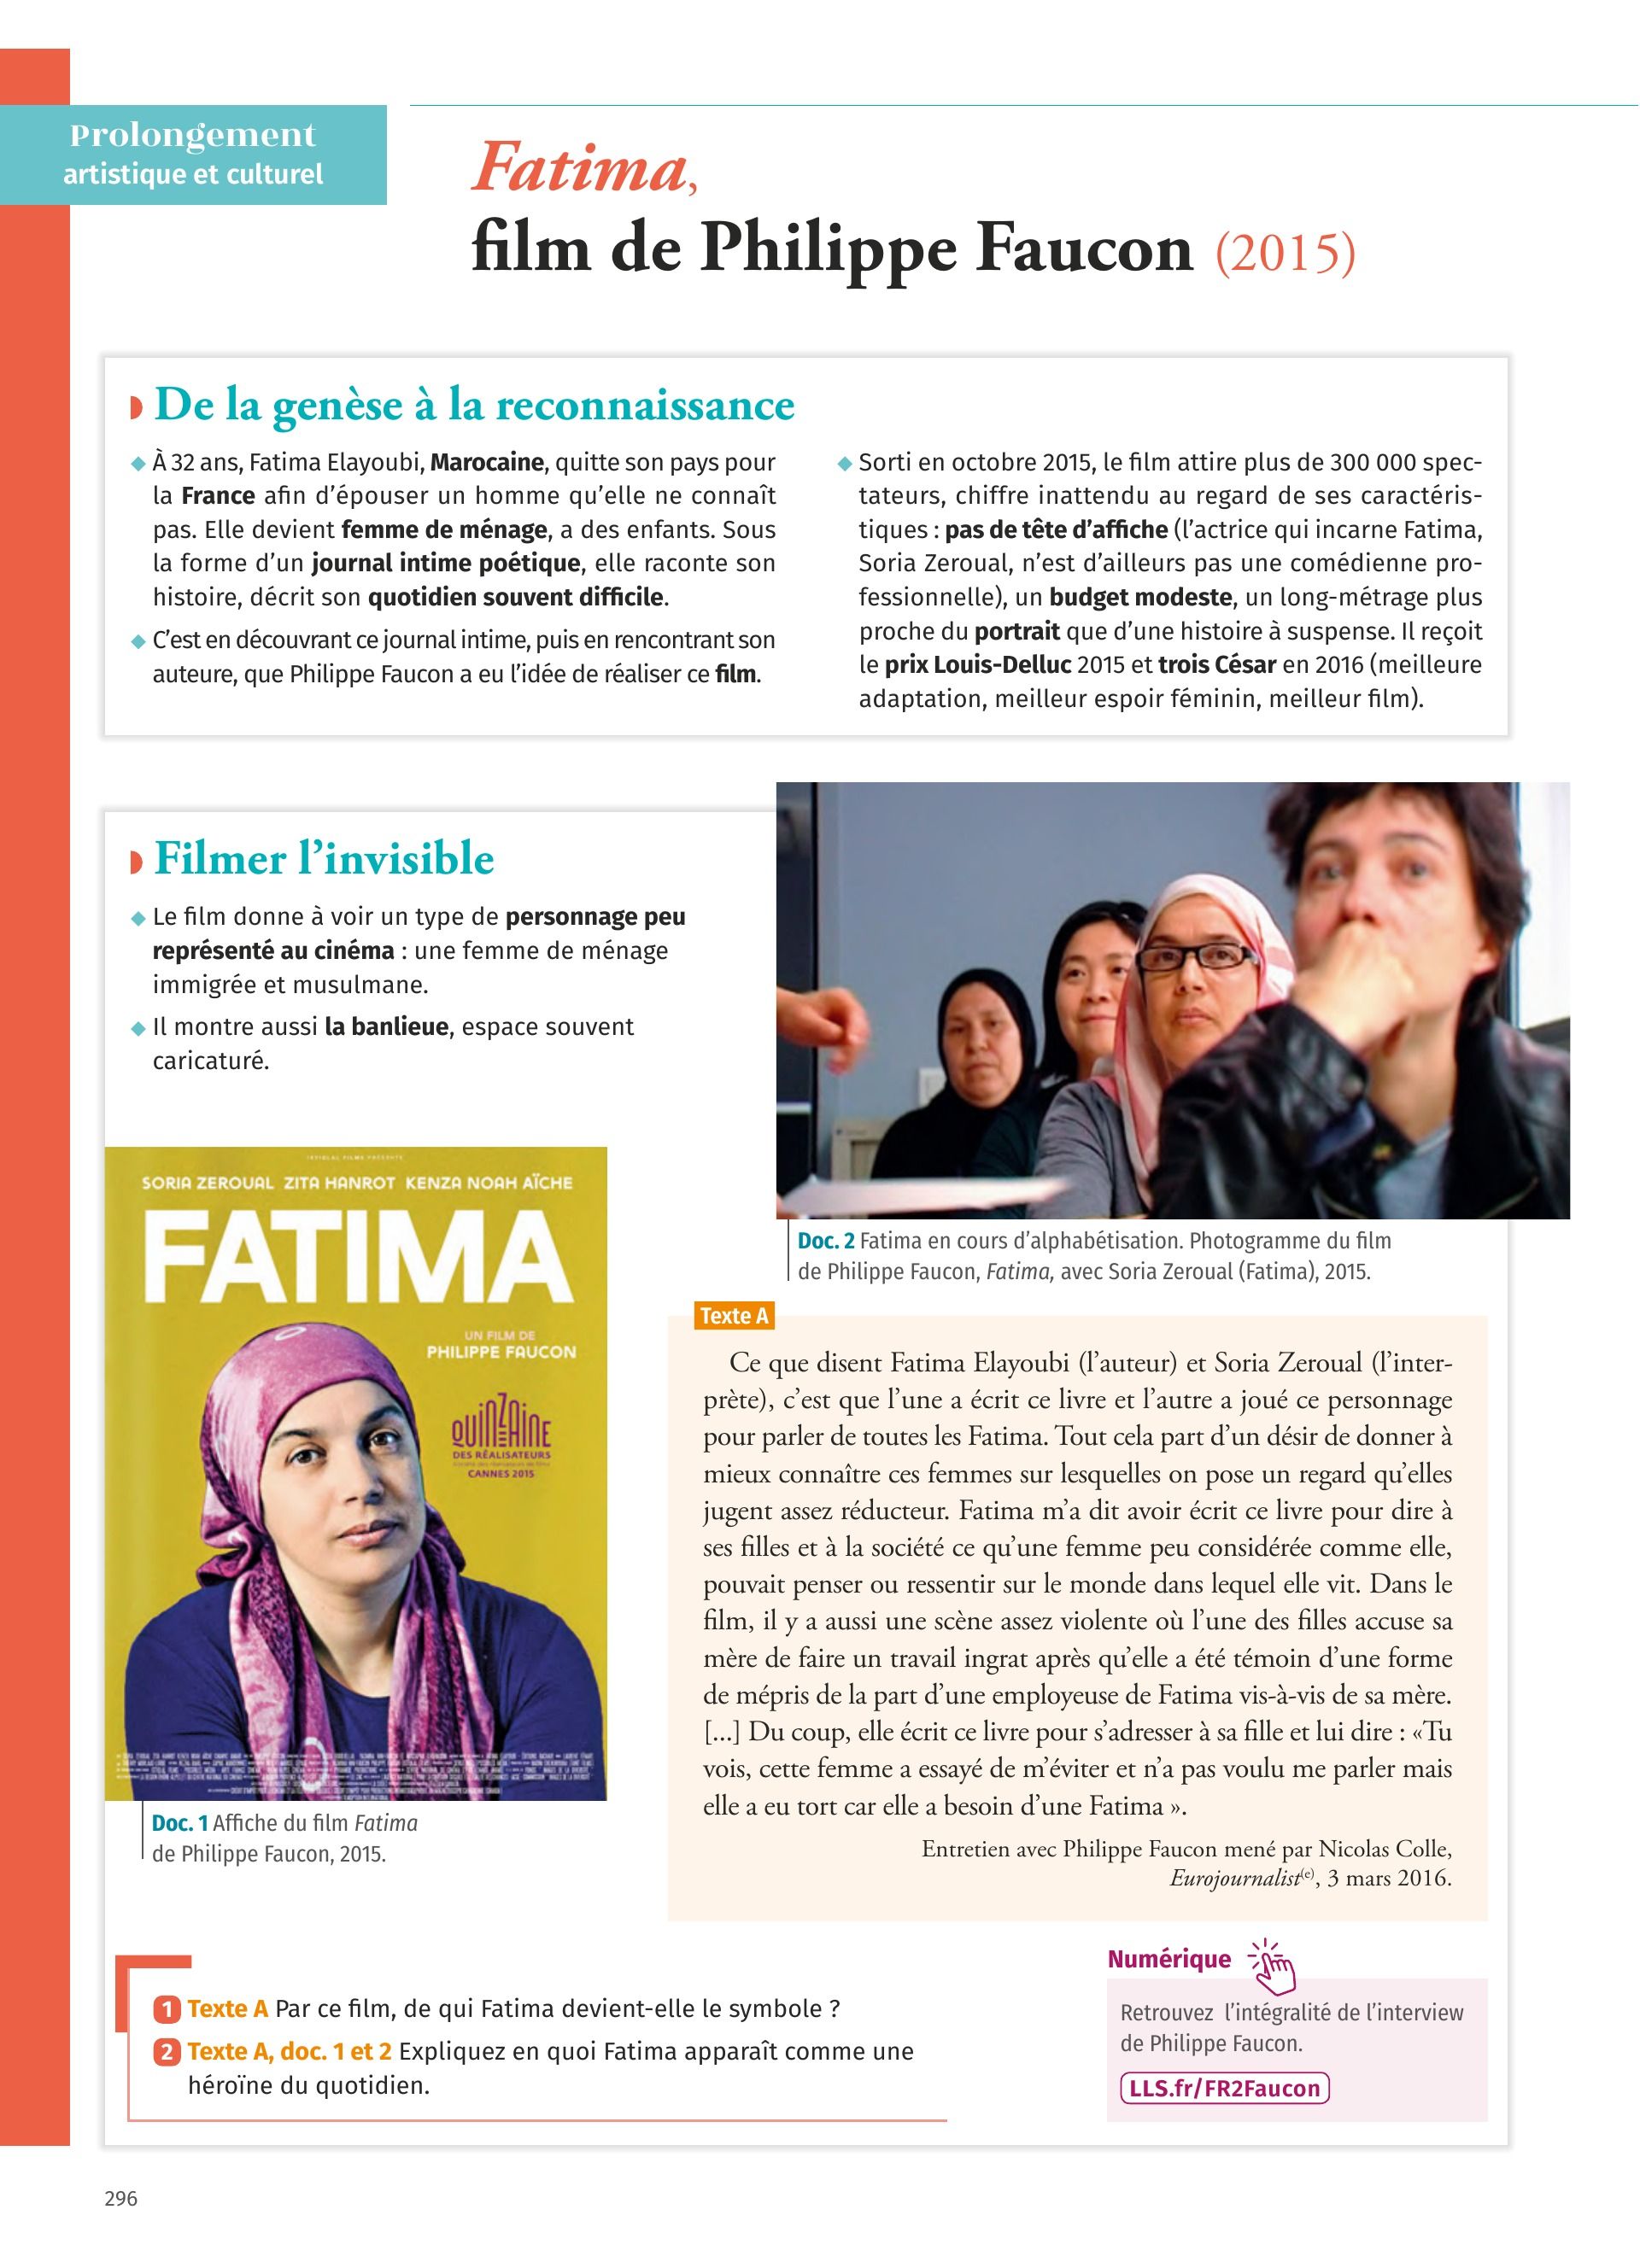 Prolongement
artistique et culturel
Fatima,
film de Philippe Faucon (2015)
De la genèse à la reconnaissance
À 32 ans, Fatima Elayoubi, Marocaine, quitte son pays pour
la France afin d’épouser un homme qu’elle ne connaît
pas. Elle devient femme de ménage, a des enfants. Sous
la forme d’un journal intime poétique, elle raconte son
histoire, décrit son quotidien souvent difficile.
C’est en découvrant ce journal intime, puis en rencontrant son
auteure, que Philippe Faucon a eu l’idée de réaliser ce film.
Sorti en octobre 2015, le film attire plus de 300 000 spec-
tateurs, chiffre inattendu au regard de ses caractéris-
tiques : pas de tête d’affiche (l’actrice qui incarne Fatima,
Soria Zeroual, n’est d’ailleurs pas une comédienne pro-
fessionnelle), un budget modeste, un long-métrage plus
proche du portrait que d’une histoire à suspense. Il reçoit
le prix Louis-Delluc 2015 et trois César en 2016 (meilleure
adaptation, meilleur espoir féminin, meilleur film).
Filmer l’invisible
Le film donne à voir un type de personnage peu
représenté au cinéma : une femme de ménage
immigrée et musulmane.
Il montre aussi la banlieue, espace souvent
caricaturé.
SORIA ZEROUAL ZITA HANROT KENZA NOAH AÏCHE
FATIMA
UN FILM DE
PHILIPPE FAUCON
QUINZAINE
DES RÉALISATEURS
CANNES 2015
Doc. 1 Affiche du film Fatima
de Philippe Faucon, 2015.
Doc. 2 Fatima en cours d’alphabétisation. Photogramme du film
de Philippe Faucon, Fatima, avec Soria Zeroual (Fatima), 2015.
Texte A
Ce que disent Fatima Elayoubi (l’auteur) et Soria Zeroual (l’inter-
prète), c’est que l’une a écrit ce livre et l’autre a joué ce personnage
pour parler de toutes les Fatima. Tout cela part d’un désir de donner à
mieux connaître ces femmes sur lesquelles on pose un regard qu’elles
jugent assez réducteur. Fatima m’a dit avoir écrit ce livre pour dire à
ses filles et à la société ce qu’une femme peu considérée comme elle,
pouvait penser ou ressentir sur le monde dans lequel elle vit. Dans le
film, il y a aussi une scène assez violente où l’une des filles accuse sa
mère de faire un travail ingrat après qu’elle a été témoin d’une forme
de mépris de la part d’une employeuse de Fatima vis-à-vis de sa mère.
[...] Du coup, elle écrit ce livre pour s’adresser à sa fille et lui dire : «Tu
vois, cette femme a essayé de m’éviter et n’a pas voulu me parler mais
elle a eu tort car elle a besoin d’une Fatima ».
Entretien avec Philippe Faucon mené par Nicolas Colle,
Eurojournalist(e), 3 mars 2016.
1 Texte A Par ce film, de qui Fatima devient-elle le symbole ?
2 Texte A, doc. 1 et 2 Expliquez en quoi Fatima apparaît comme une
héroïne du quotidien.
Numérique
Retrouvez l’intégralité de l’interview
de Philippe Faucon.
LLS.fr/FR2Faucon
296